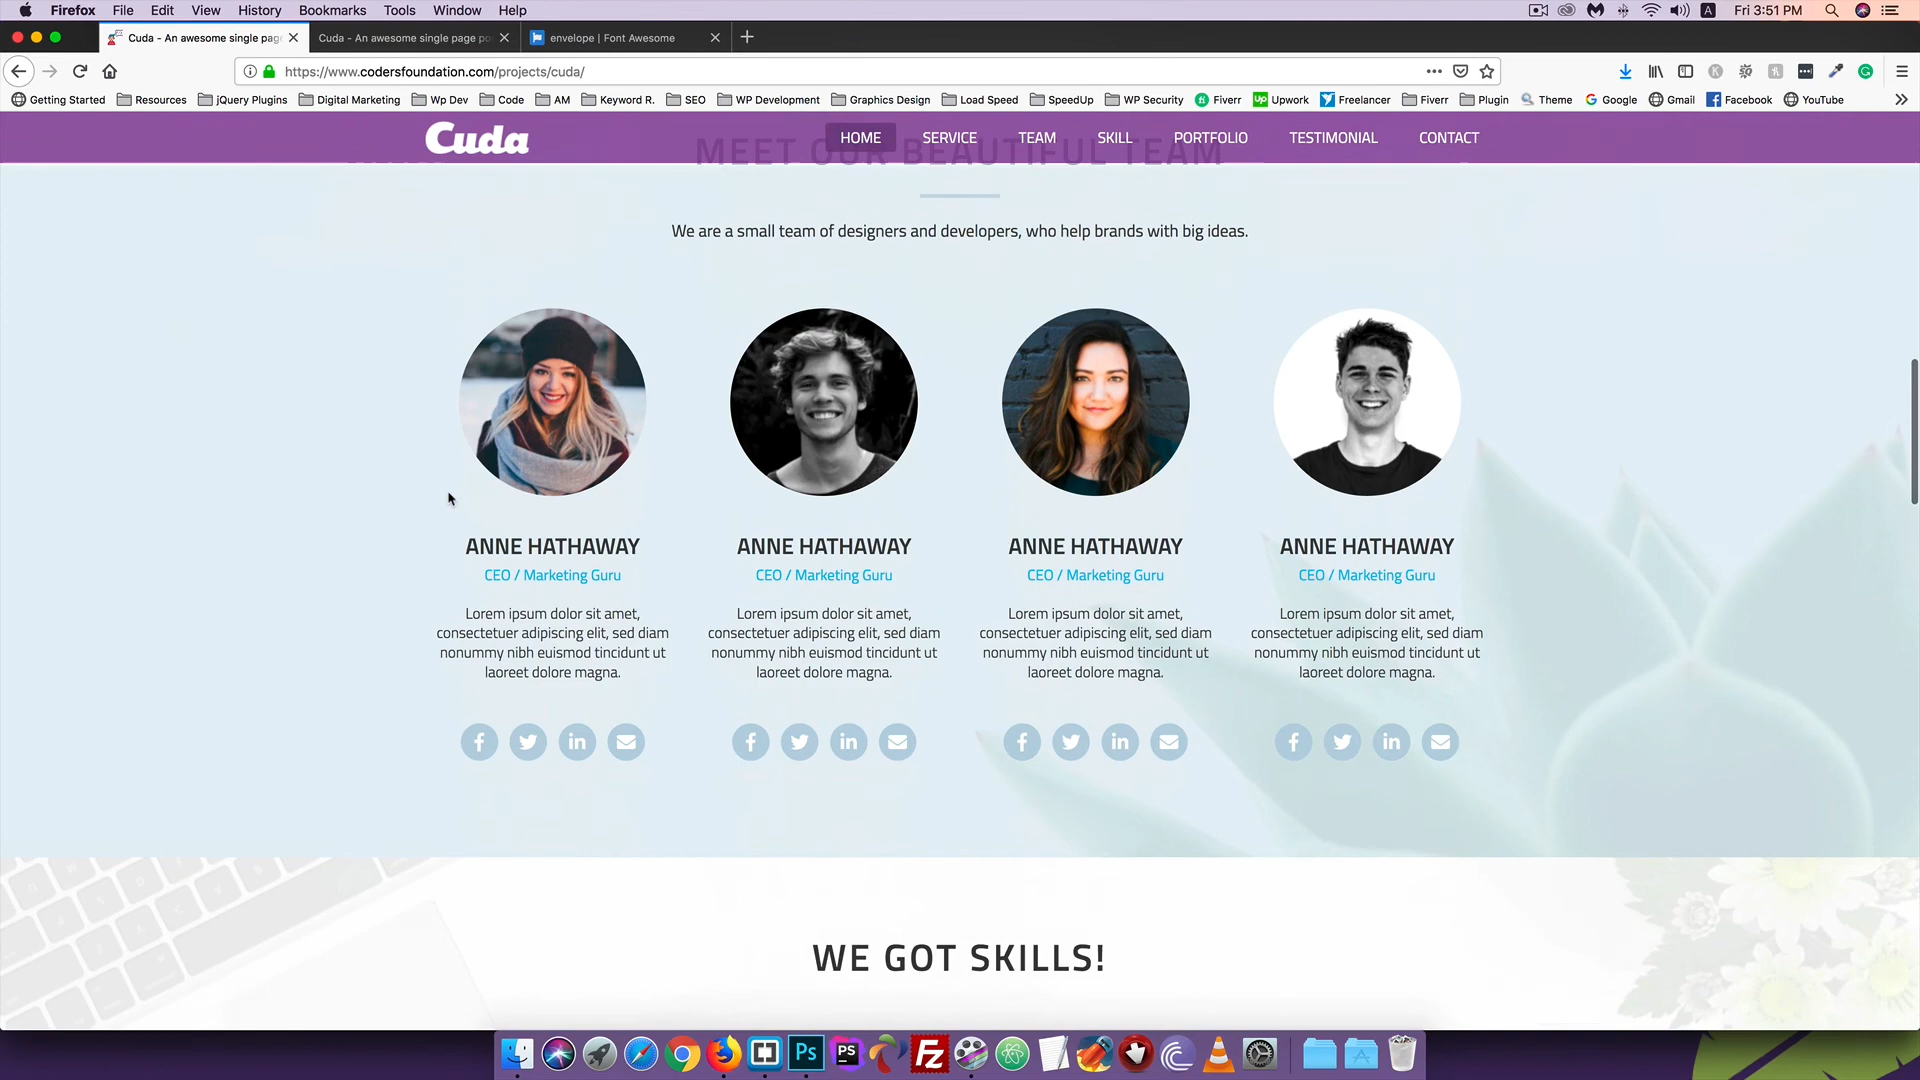 Firefox File Edit View History Bookmarks Tools Window Help
A Fri 3:51 PM
Cuda - An awesome single pag
Cuda - An awesome single page po
envelope | Font Awesome
https://www.codersfoundation.com/projects/cuda/
Getting Started Resources jQuery Plugins Digital Marketing Wp Dev Code AM Keyword R. SEO WP Development Graphics Design Load Speed SpeedUp WP Security Fiverr Upwork Freelancer Fiverr Plugin Theme Google Gmail Facebook YouTube
Cuda
HOME SERVICE TEAM SKILL PORTFOLIO TESTIMONIAL CONTACT
MEET OUR BEAUTIFUL TEAM
We are a small team of designers and developers, who help brands with big ideas.
ANNE HATHAWAY ANNE HATHAWAY ANNE HATHAWAY ANNE HATHAWAY
CEO / Marketing Guru CEO / Marketing Guru CEO / Marketing Guru CEO / Marketing Guru
Lorem ipsum dolor sit amet, Lorem ipsum dolor sit amet, Lorem ipsum dolor sit amet, Lorem ipsum dolor sit amet,
consectetuer adipiscing elit, sed diam consectetuer adipiscing elit, sed diam consectetuer adipiscing elit, sed diam consectetuer adipiscing elit, sed diam
nonummy nibh euismod tincidunt ut nonummy nibh euismod tincidunt ut nonummy nibh euismod tincidunt ut nonummy nibh euismod tincidunt ut
laoreet dolore magna. laoreet dolore magna. laoreet dolore magna. laoreet dolore magna.
WE GOT SKILLS!
Ps PS FZ